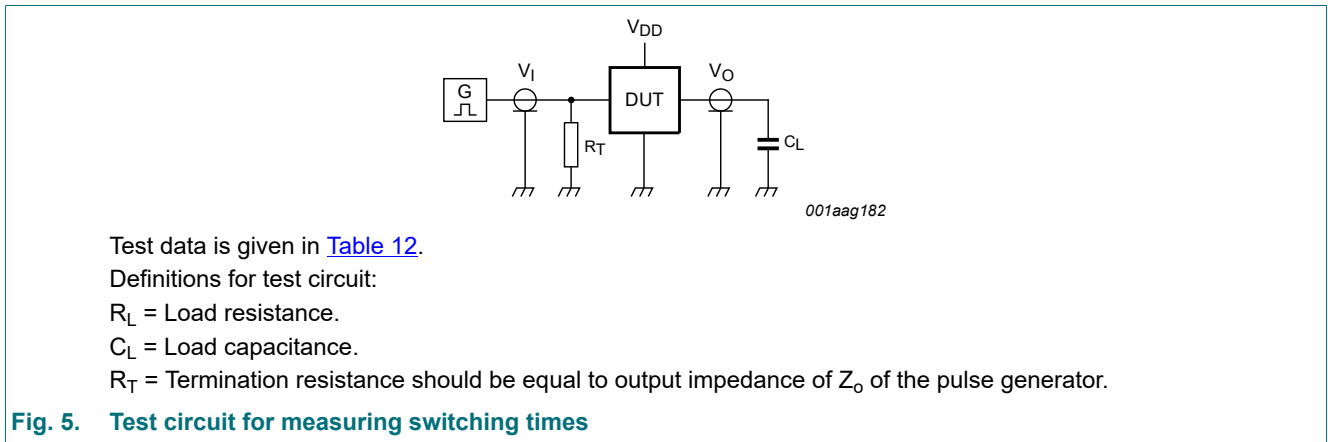 VDD
VI
VO
G
DUT
RT
CL
001aag182
Test data is given in Table 12.
Definitions for test circuit:
RL = Load resistance.
CL = Load capacitance.
RT = Termination resistance should be equal to output impedance of Zo of the pulse generator.
Fig. 5. Test circuit for measuring switching times